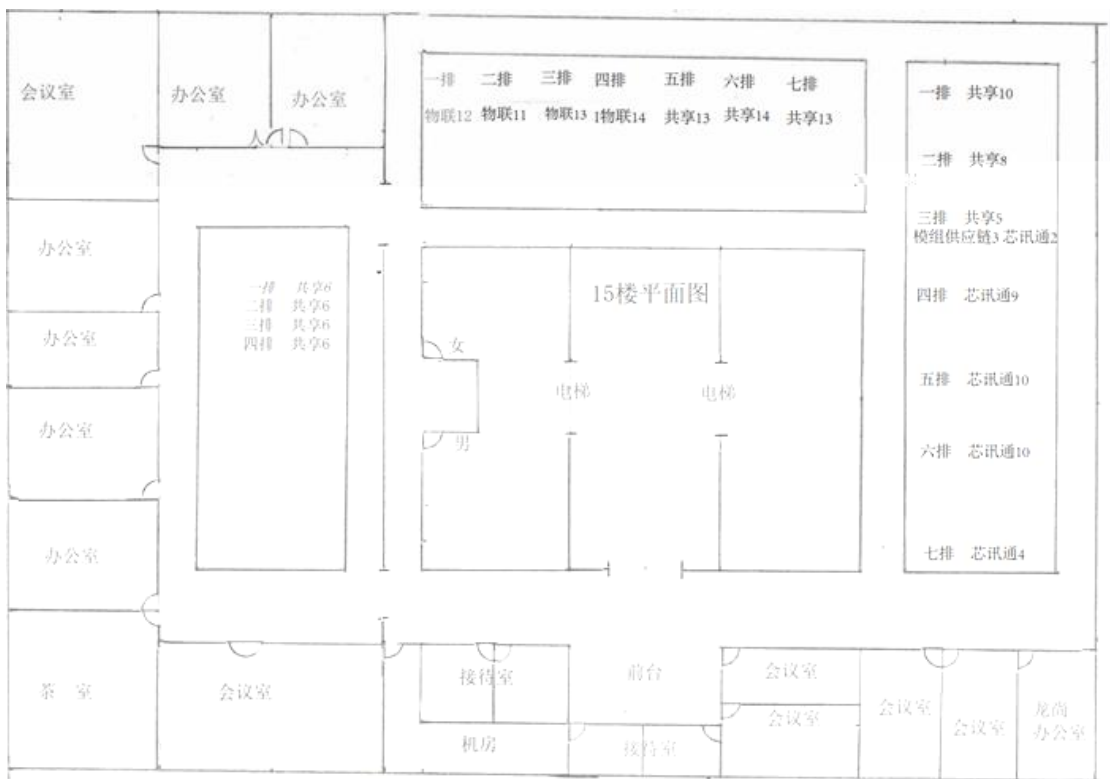 会议室
办公室
办公室
一排 二排 三排 四排 五排 六排 七排
物联12 物联11 物联13 1物联14 共享13 共享14 共享13
一排 共享10
二排 共享8
三排 共享5
模组供应链3 芯讯通2
四排 芯讯通9
五排 芯讯通10
六排 芯讯通10
七排 芯讯通4
办公室
办公室
办公室
办公室
一排 共享6
二排 共享6
三排 共享6
四排 共享6
15楼平面图
女
男
电梯
电梯
茶 室
会议室
接待室
机房
前台
接待室
会议室
会议室
会议室
会议室
龙尚
办公室